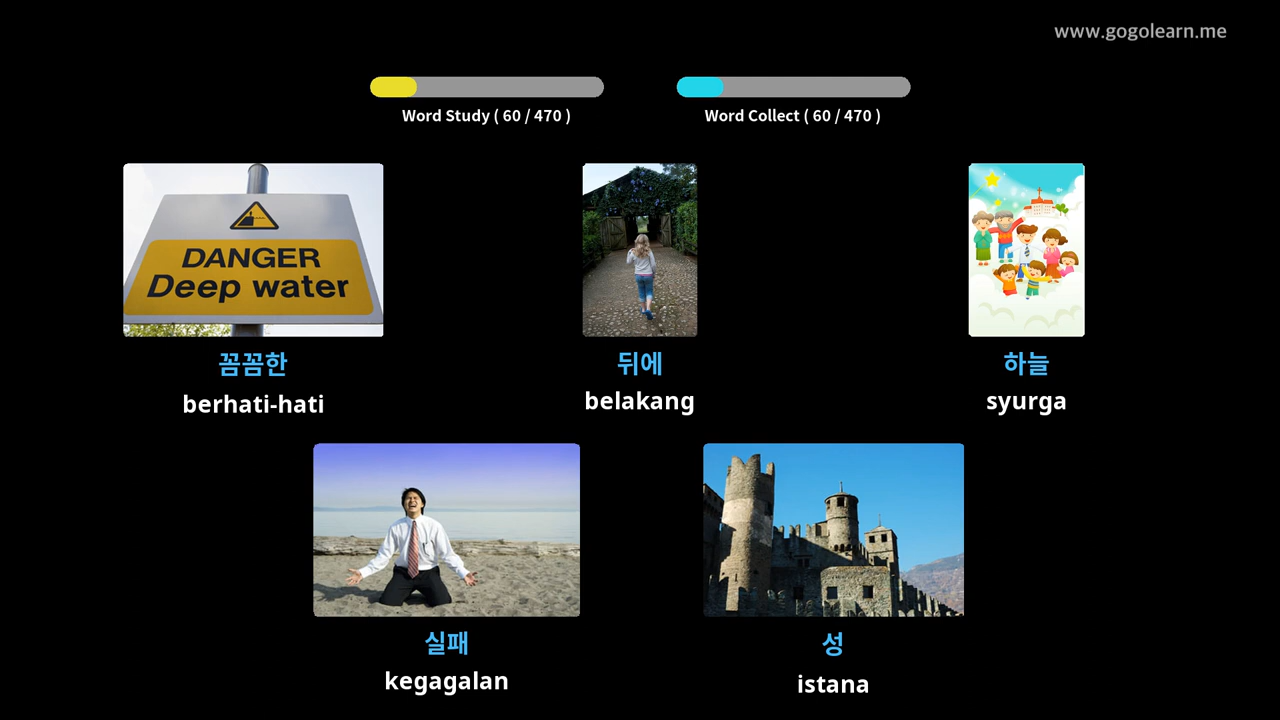 www.gogolearn.me
Word Study ( 60 / 470 )
Word Collect ( 60 / 470 )
DANGER
Deep water
꼼꼼한
berhati-hati
뒤에
belakang
하늘
syurga
실패
kegagalan
성
istana